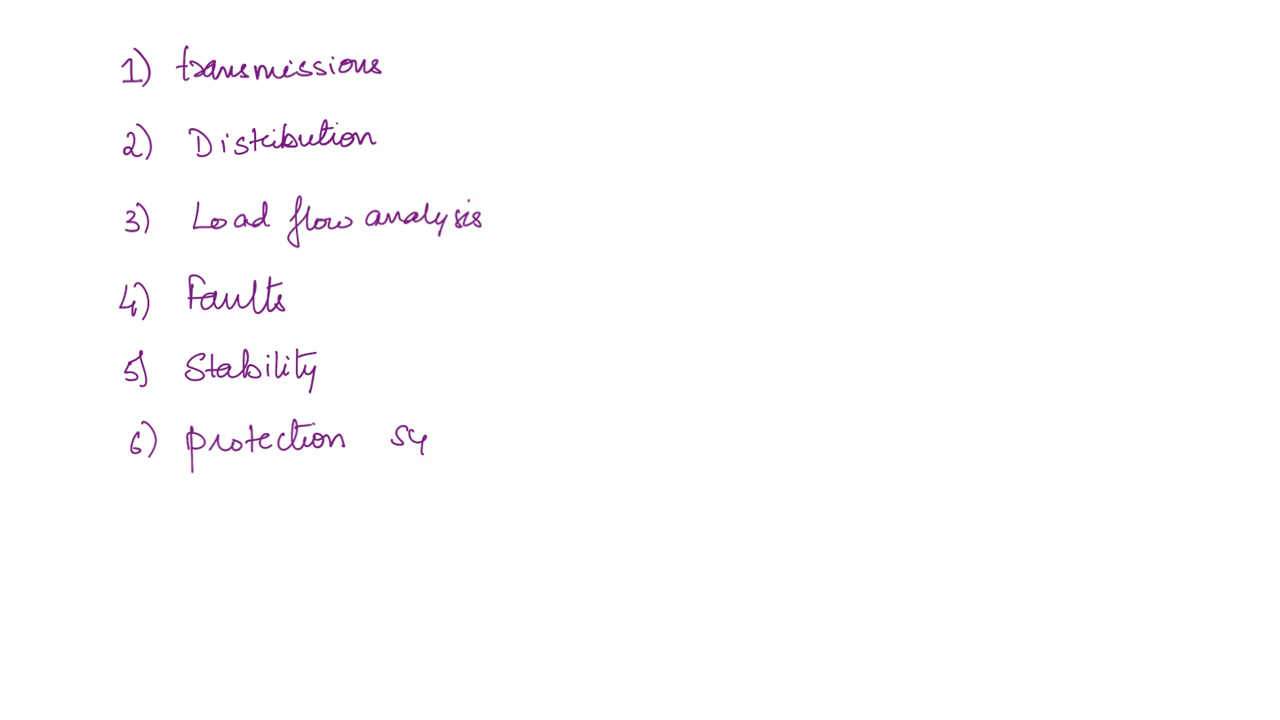 1) transmissions
2) Distribution
3) Load flow analysis
4) Faults
5) Stability
6) protection sy